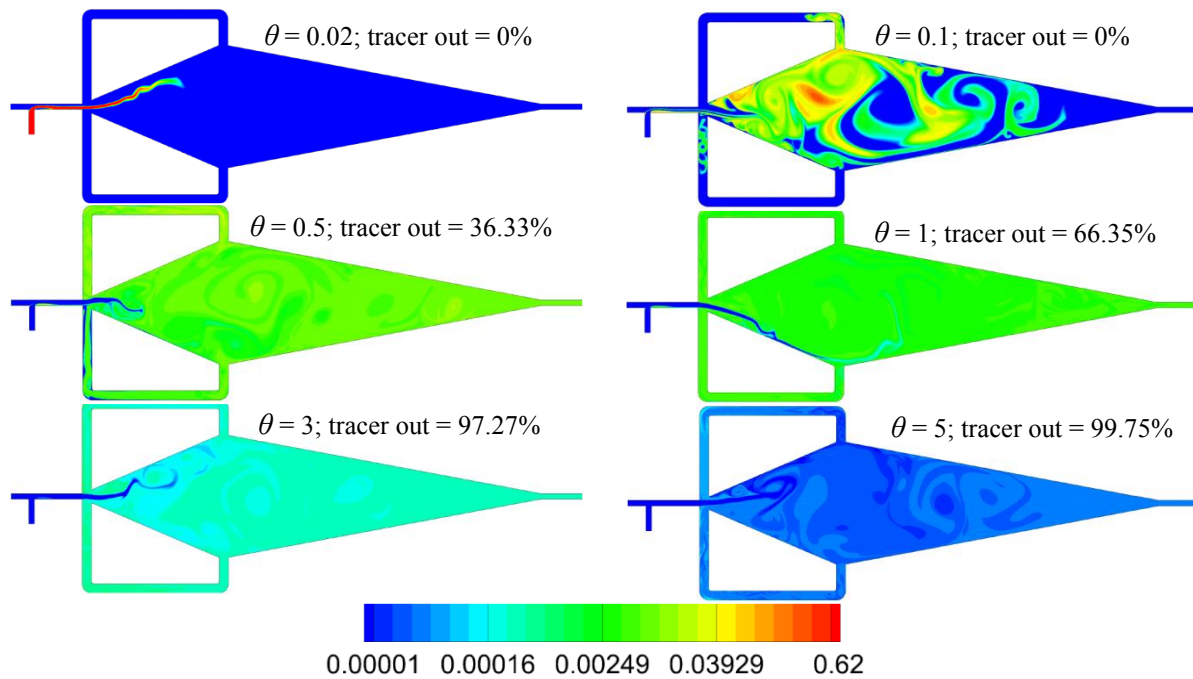 θ = 0.02; tracer out = 0%
θ = 0.1; tracer out = 0%
θ = 0.5; tracer out = 36.33%
θ = 1; tracer out = 66.35%
θ = 3; tracer out = 97.27%
θ = 5; tracer out = 99.75%
0.00001 0.00016 0.00249 0.03929 0.62